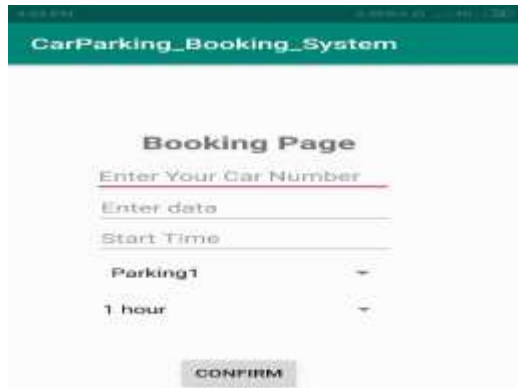 CarParking_Booking_System
Booking Page
Enter Your Car Number
Enter data
Start Time
Parking1
1 hour
CONFIRM